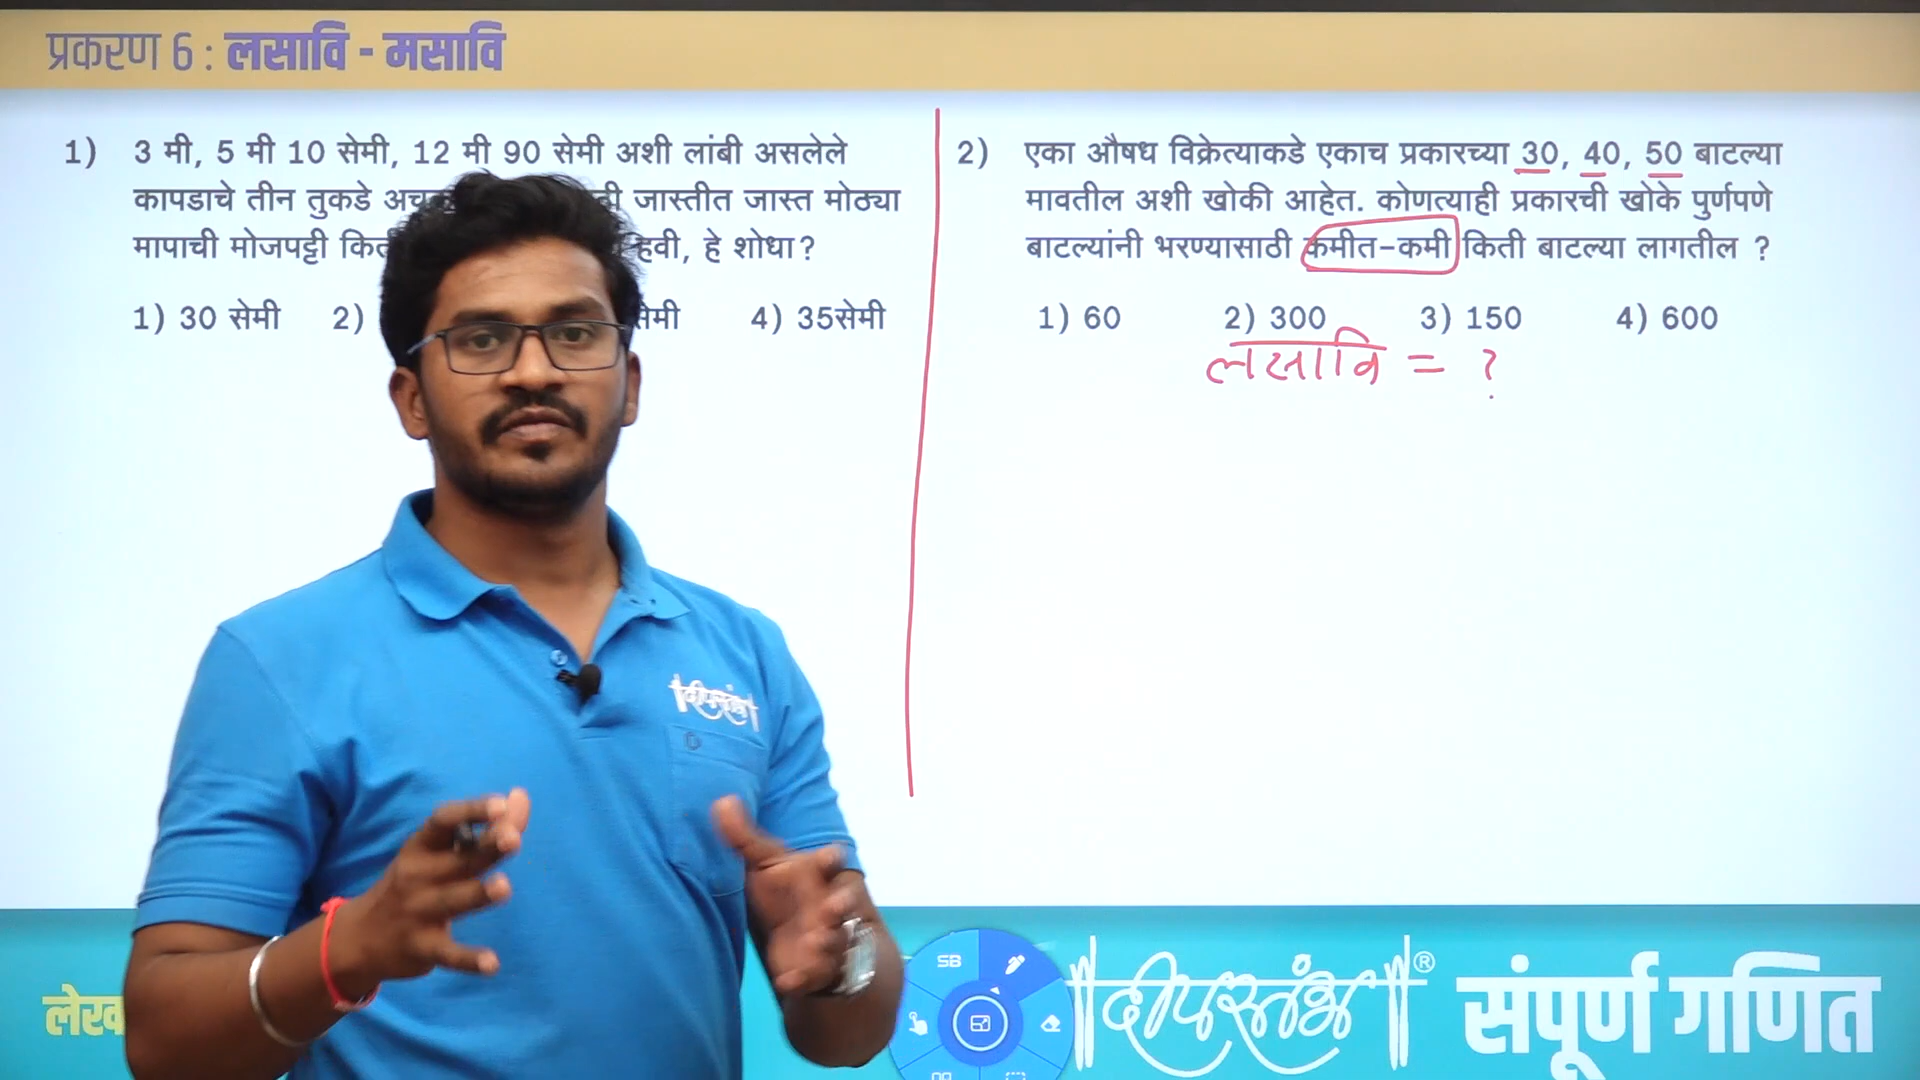 प्रकरण 6 : लसावि - मसावि
1) 3 मी, 5 मी 10 सेमी, 12 मी 90 सेमी अशी लांबी असलेले
कापडाचे तीन तुकडे जास्तीत जास्त मोठ्या
मापाची मोजपट्टी हवी, हे शोधा?
1) 30 सेमी 2) सेमी 4) 35सेमी
2) एका औषध विक्रेत्याकडे एकाच प्रकारच्या 30, 40, 50 बाटल्या
मावतील अशी खोकी आहेत. कोणत्याही प्रकारची खोके पुर्णपणे
बाटल्यांनी भरण्यासाठी कमीत-कमी किती बाटल्या लागतील ?
1) 60 2) 300 3) 150 4) 600
लसावि = ?
दीपस्तंभ
SB
दीपस्तंभ® संपूर्ण गणित